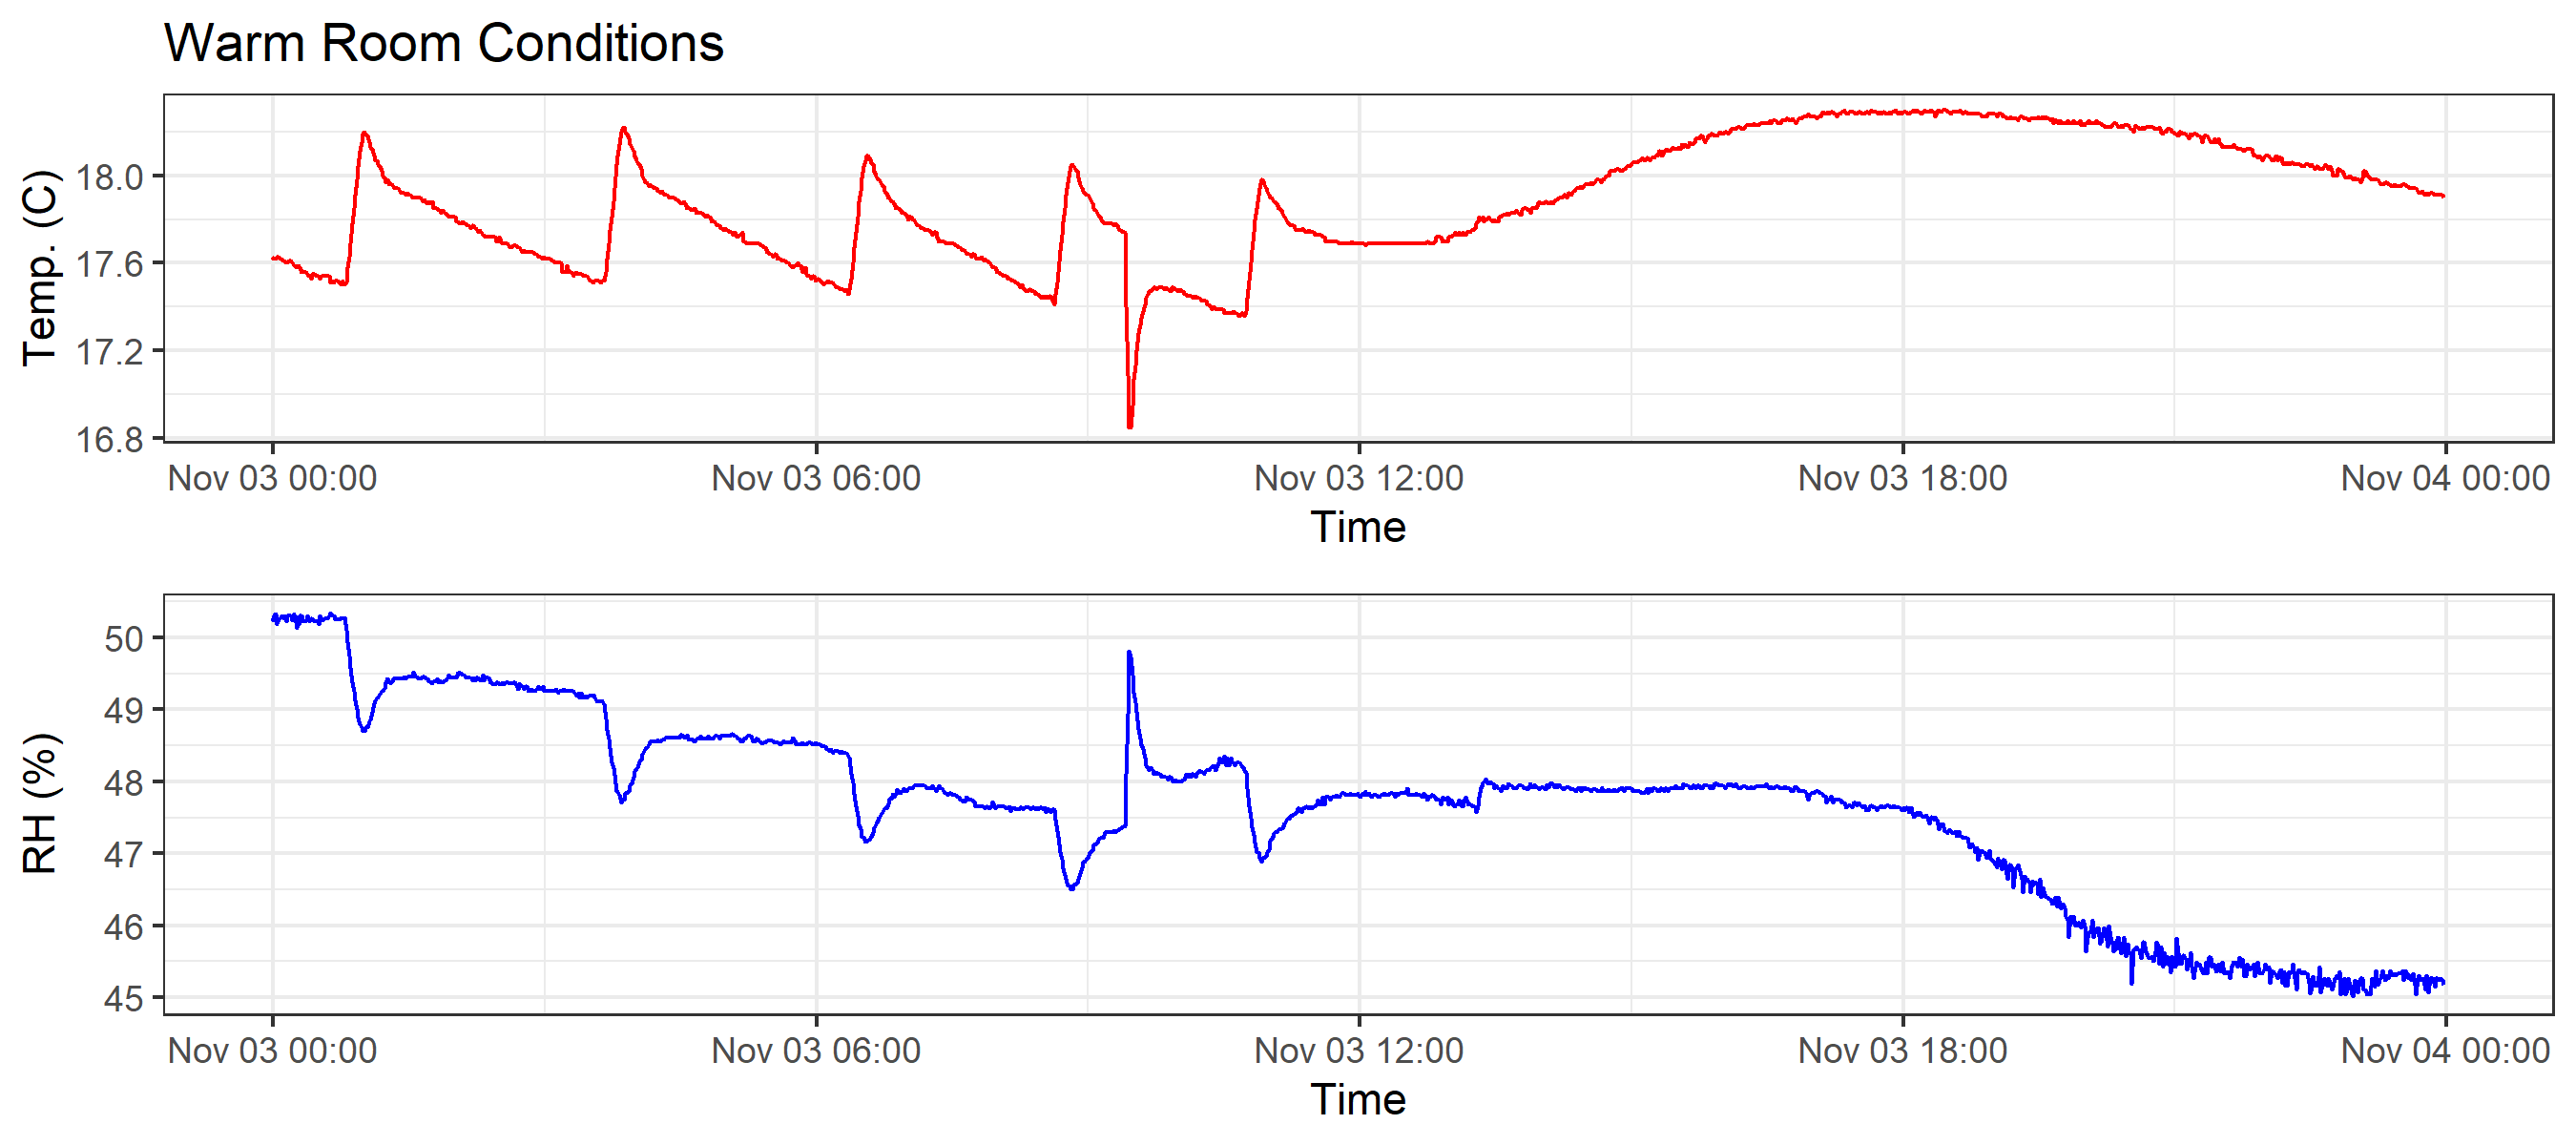 Warm Room Conditions
Temp. (C)
18.0
17.6
17.2
16.8
Nov 03 00:00 Nov 03 06:00 Nov 03 12:00 Nov 03 18:00 Nov 04 00:00
Time
RH (%)
50
49
48
47
46
45
Nov 03 00:00 Nov 03 06:00 Nov 03 12:00 Nov 03 18:00 Nov 04 00:00
Time